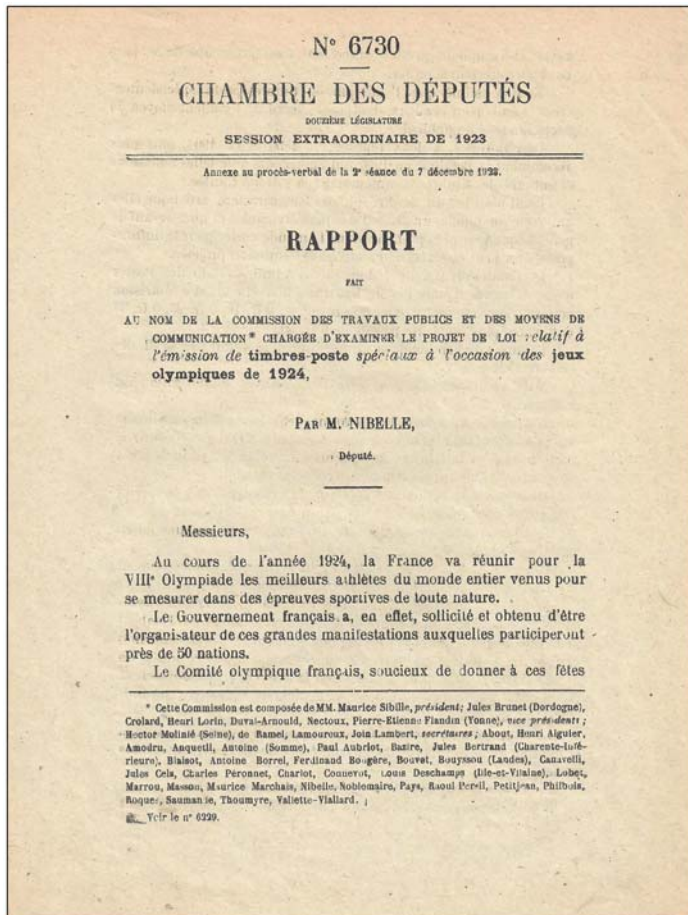 N° 6730
CHAMBRE DES DÉPUTÉS
DOUZIÈME LÉGISLATURE
SESSION EXTRAORDINAIRE DE 1923
Annexe au procès-verbal de la 2e séance du 7 décembre 1923.
RAPPORT
FAIT
AU NOM DE LA COMMISSION DES TRAVAUX PUBLICS ET DES MOYENS DE
COMMUNICATION* CHARGÉE D'EXAMINER LE PROJET DE LOI relatif à
l'émission de timbres-poste spéciaux à l'occasion des jeux
olympiques de 1924,
PAR M. NIBELLE,
Député.
Messieurs,
Au cours de l'année 1924, la France va réunir pour la
VIIIe Olympiade les meilleurs athlètes du monde entier venus pour
se mesurer dans des épreuves sportives de toute nature.
Le Gouvernement français a, en effet, sollicité et obtenu d'être
l'organisateur de ces grandes manifestations auxquelles participeront
près de 50 nations.
Le Comité olympique français, soucieux de donner à ces fêtes
* Cette Commission est composée de MM. Maurice Sibille, président; Jules Brunet (Dordogne),
Crolard, Henri Lorin, Duval-Arnould, Nectoux, Pierre-Etienne Flandin (Yonne), vice présidents;
Hector Molinié (Seine), de Ramel, Lamoureux, Join Lambert, secrétaires; About, Henri Aiguier,
Amodru, Anquetil, Antoine (Somme), Paul Aubriot, Bazire, Jules Bertrand (Charente-Infé-
rieure), Blaisot, Antoine Borrel, Ferdinand Bougère, Bouvet, Bouyssou (Landes), Canavelli,
Jules Cels, Charles Péronnet, Charlot, Connevot, Louis Deschamps (Ille-et-Vilaine), Lobet,
Marrou, Masson, Maurice Marchais, Nibelle, Noblemaire, Pays, Raoul Persil, Petitjean, Philbois,
Roques, Saumande, Thoumyre, Vallette-Viallard.
Voir le n° 6229.